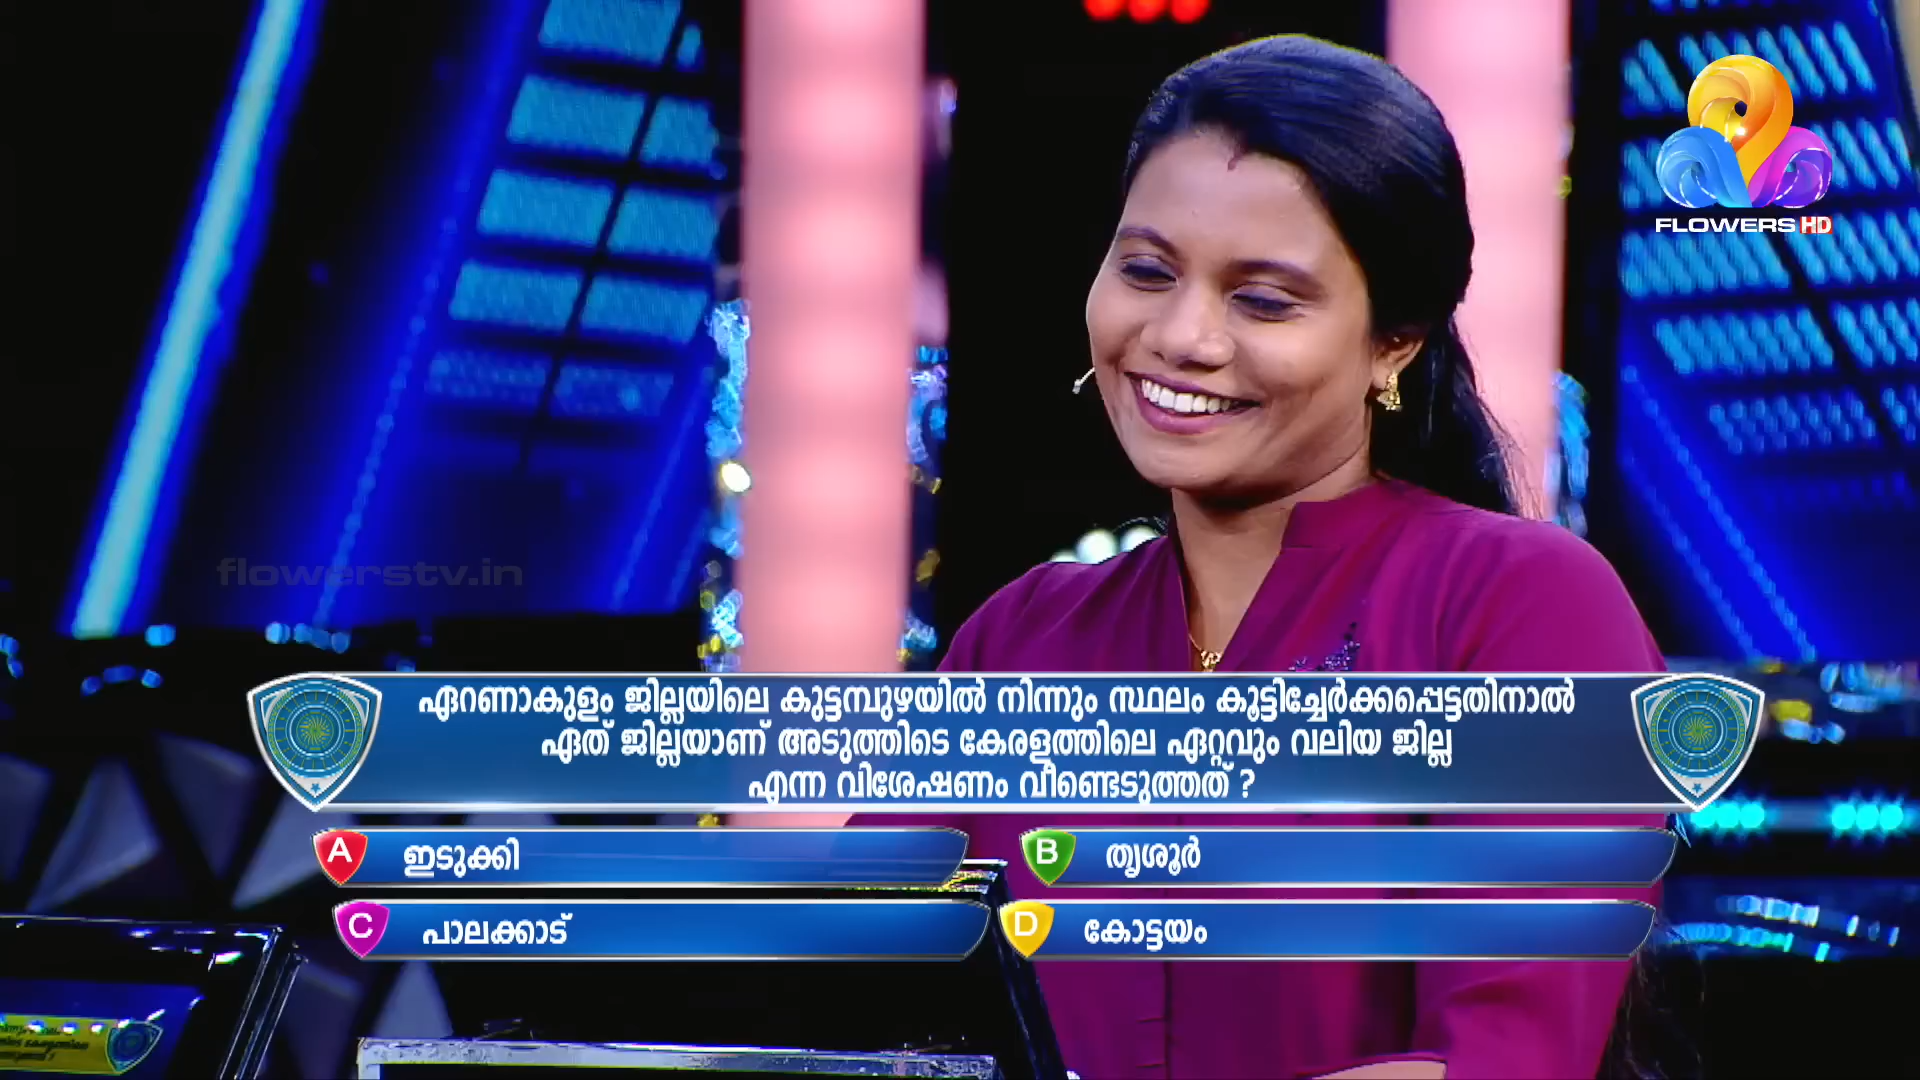 FLOWERS HD
flowerstv.in
ഏറണാകുളം ജില്ലയിലെ കുട്ടമ്പുഴയിൽ നിന്നും സ്ഥലം കൂട്ടിച്ചേർക്കപ്പെട്ടതിനാൽ
ഏത് ജില്ലയാണ് അടുത്തിടെ കേരളത്തിലെ ഏറ്റവും വലിയ ജില്ല
എന്ന വിശേഷണം വീണ്ടെടുത്തത് ?
A ഇടുക്കി
B തൃശൂർ
C പാലക്കാട്
D കോട്ടയം